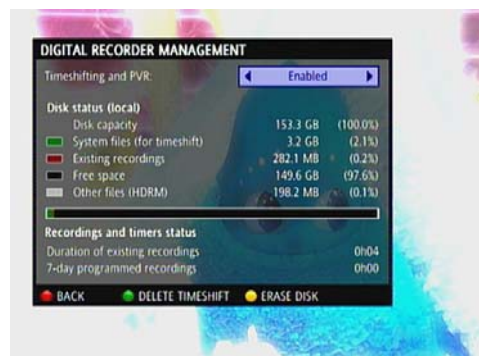 DIGITAL RECORDER MANAGEMENT
Timeshifting and PVR: Enabled
Disk status (local)
Disk capacity 153.3 GB (100.0%)
System files (for timeshift) 3.2 GB (2.1%)
Existing recordings 282.1 MB (0.2%)
Free space 149.6 GB (97.6%)
Other files (HDRM) 198.2 MB (0.1%)
Recordings and timers status
Duration of existing recordings 0h04
7-day programmed recordings 0h00
BACK DELETE TIMESHIFT ERASE DISK